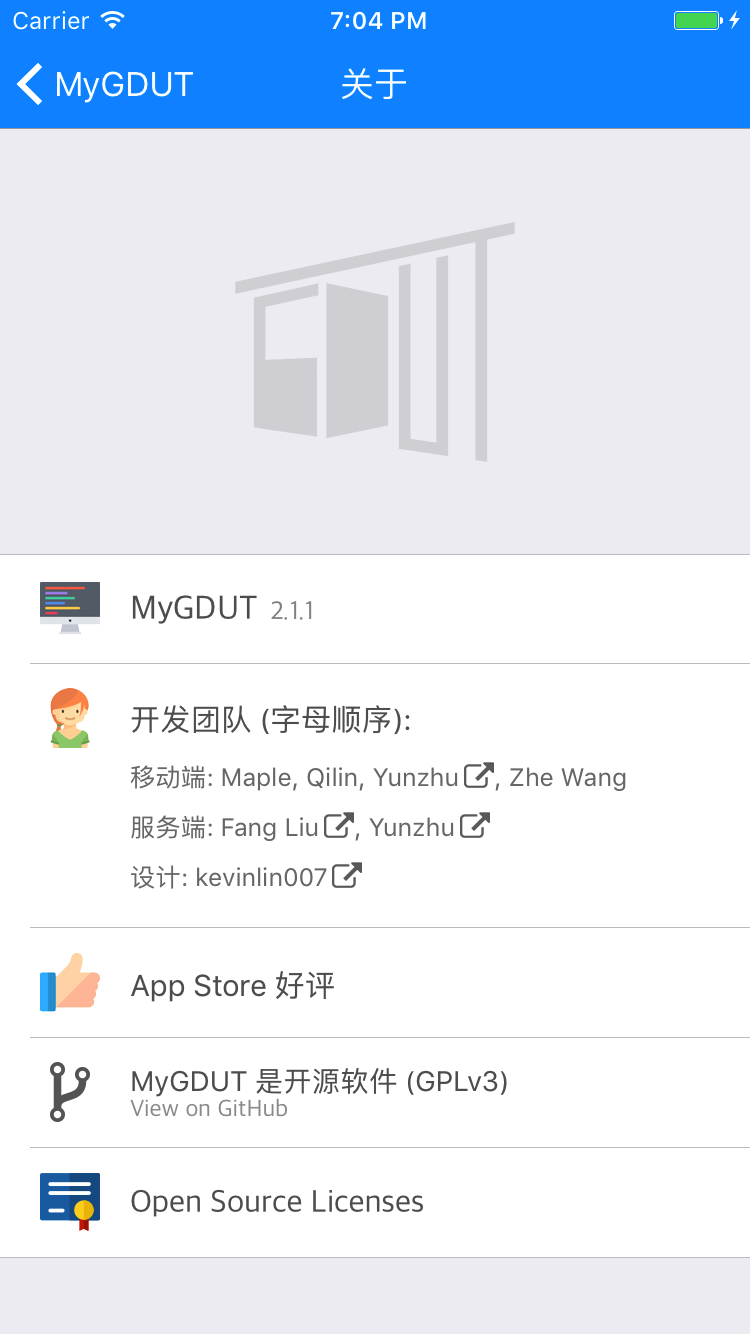 Carrier 7:04 PM
MyGDUT 关于
MyGDUT 2.1.1
开发团队 (字母顺序):
移动端: Maple, Qilin, Yunzhu, Zhe Wang
服务端: Fang Liu, Yunzhu
设计: kevinlin007
App Store 好评
MyGDUT 是开源软件 (GPLv3)
View on GitHub
Open Source Licenses